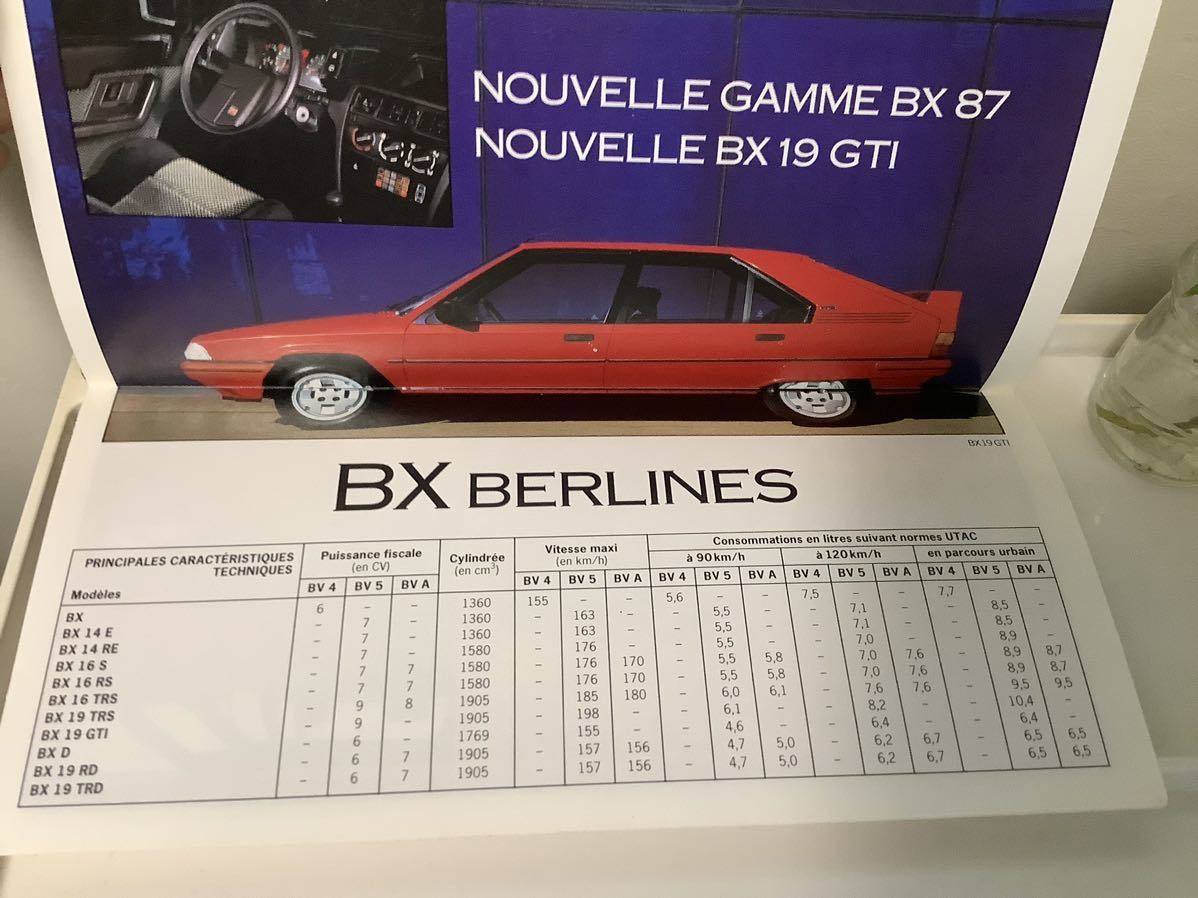 NOUVELLE GAMME BX 87
NOUVELLE BX 19 GTI
BX 19 GTI
BX BERLINES
PRINCIPALES CARACTÉRISTIQUES
TECHNIQUES
Modèles
Puissance fiscale
(en CV)
BV 4 BV 5 BV A
Cylindrée
(en cm³)
Vitesse maxi
(en km/h)
BV 4 BV 5 BV A
Consommations en litres suivant normes UTAC
à 90 km/h à 120 km/h en parcours urbain
BV 4 BV 5 BV A BV 4 BV 5 BV A BV 4 BV 5 BV A
BX 6 – – 1360 155 – – 5,6 – – 7,5 – – 7,7 – –
BX 14 E – 7 – 1360 – 163 – – 5,5 – – 7,1 – – 8,5 –
BX 14 RE – 7 – 1360 – 163 – – 5,5 – – 7,1 – – 8,5 –
BX 16 S – 7 – 1580 – 176 – – 5,5 – – 7,0 – – 8,9 –
BX 16 RS – 7 7 1580 – 176 170 – 5,5 5,8 – 7,0 7,6 – 8,9 8,7
BX 16 TRS – 7 7 1580 – 176 170 – 5,5 5,8 – 7,0 7,6 – 8,9 8,7
BX 19 TRS – 9 8 1905 – 185 180 – 6,0 6,1 – 7,6 7,6 – 9,5 9,5
BX 19 GTI – 9 – 1905 – 198 – – 6,1 – – 8,2 – – 10,4 –
BX D – 6 – 1769 – 155 – – 4,6 – – 6,4 – – 6,4 –
BX 19 RD – 6 7 1905 – 157 156 – 4,7 5,0 – 6,2 6,7 – 6,5 6,5
BX 19 TRD – 6 7 1905 – 157 156 – 4,7 5,0 – 6,2 6,7 – 6,5 6,5